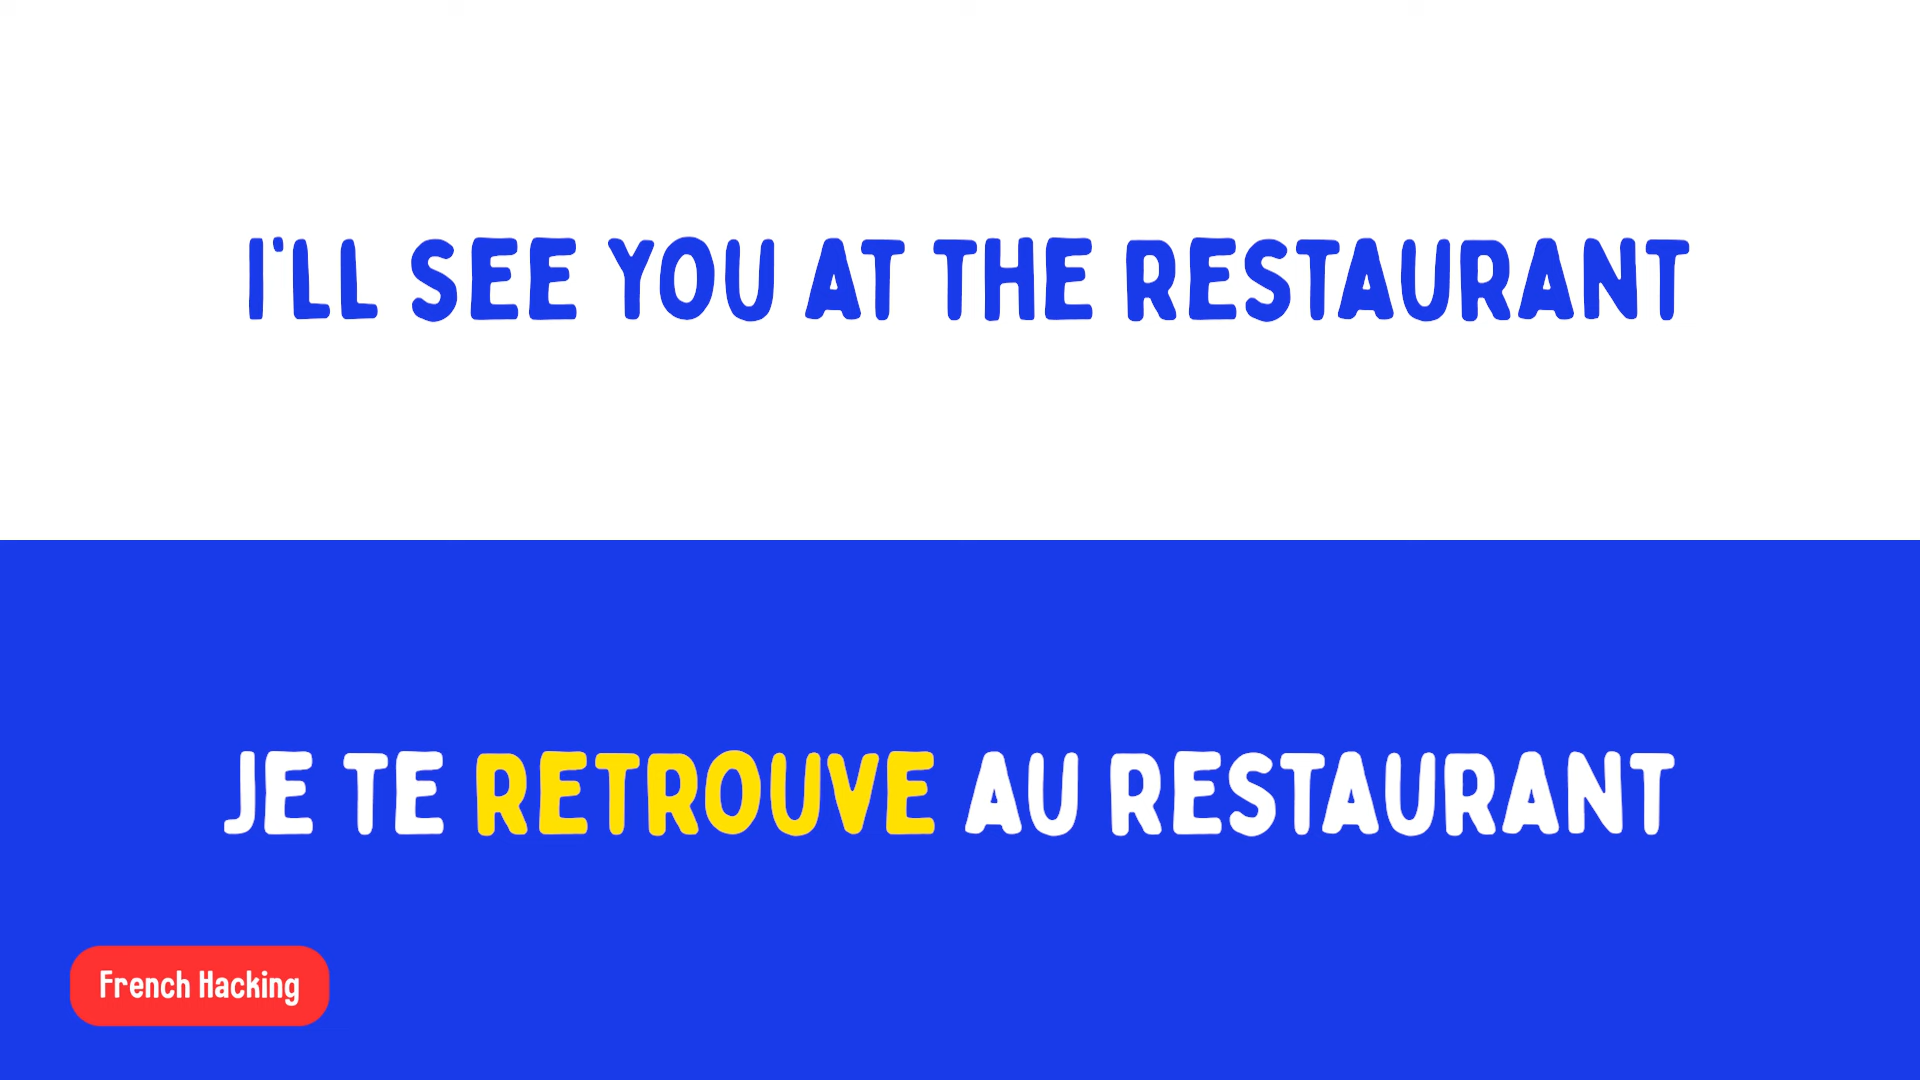 I'LL SEE YOU AT THE RESTAURANT
JE TE RETROUVE AU RESTAURANT
French Hacking